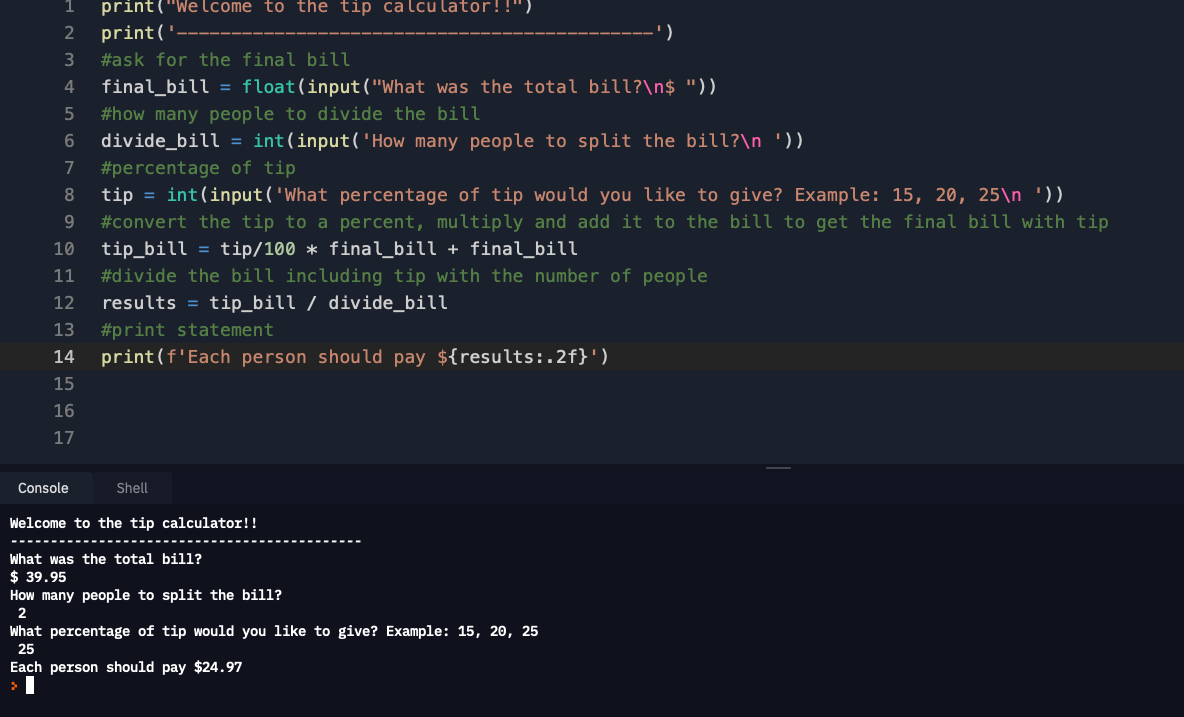 1 print("Welcome to the tip calculator!!")
2 print('--------------------------------------------')
3 #ask for the final bill
4 final_bill = float(input("What was the total bill?\n$ "))
5 #how many people to divide the bill
6 divide_bill = int(input('How many people to split the bill?\n '))
7 #percentage of tip
8 tip = int(input('What percentage of tip would you like to give? Example: 15, 20, 25\n '))
9 #convert the tip to a percent, multiply and add it to the bill to get the final bill with tip
10 tip_bill = tip/100 * final_bill + final_bill
11 #divide the bill including tip with the number of people
12 results = tip_bill / divide_bill
13 #print statement
14 print(f'Each person should pay ${results:.2f}')
15
16
17
Console Shell
Welcome to the tip calculator!!
--------------------------------------------
What was the total bill?
$ 39.95
How many people to split the bill?
2
What percentage of tip would you like to give? Example: 15, 20, 25
25
Each person should pay $24.97